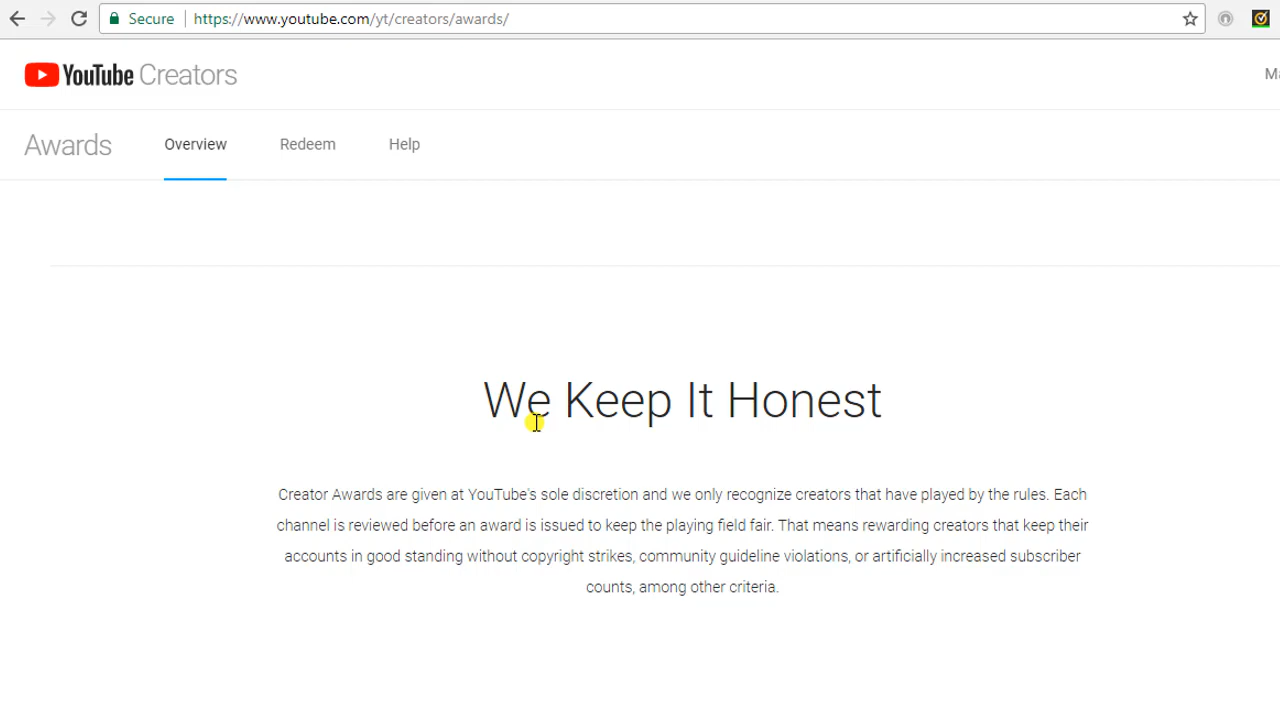 Secure https://www.youtube.com/yt/creators/awards/
YouTube Creators
Awards Overview Redeem Help
We Keep It Honest
Creator Awards are given at YouTube's sole discretion and we only recognize creators that have played by the rules. Each
channel is reviewed before an award is issued to keep the playing field fair. That means rewarding creators that keep their
accounts in good standing without copyright strikes, community guideline violations, or artificially increased subscriber
counts, among other criteria.